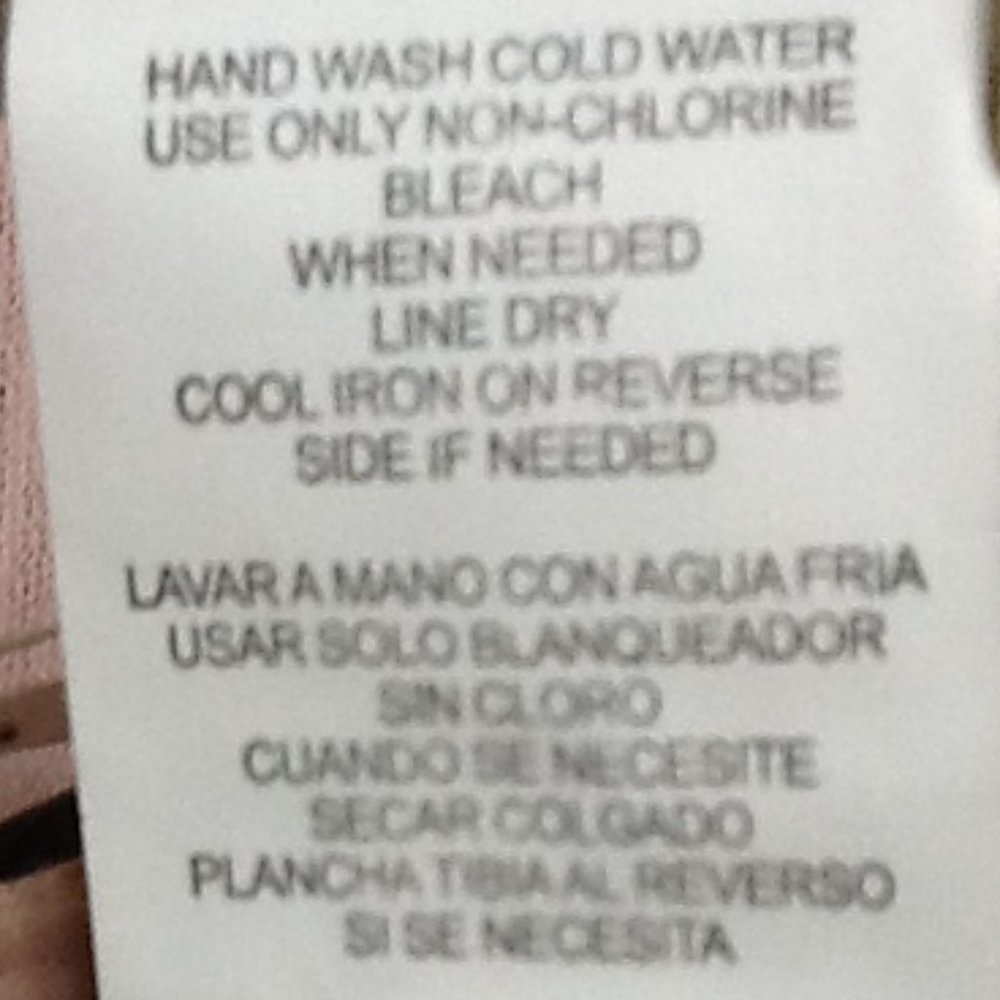 HAND WASH COLD WATER
USE ONLY NON-CHLORINE
BLEACH
WHEN NEEDED
LINE DRY
COOL IRON ON REVERSE
SIDE IF NEEDED
LAVAR A MANO CON AGUA FRIA
USAR SOLO BLANQUEADOR
SIN CLORO
CUANDO SE NECESITE
SECAR COLGADO
PLANCHA TIBIA AL REVERSO
SI SE NECESITA